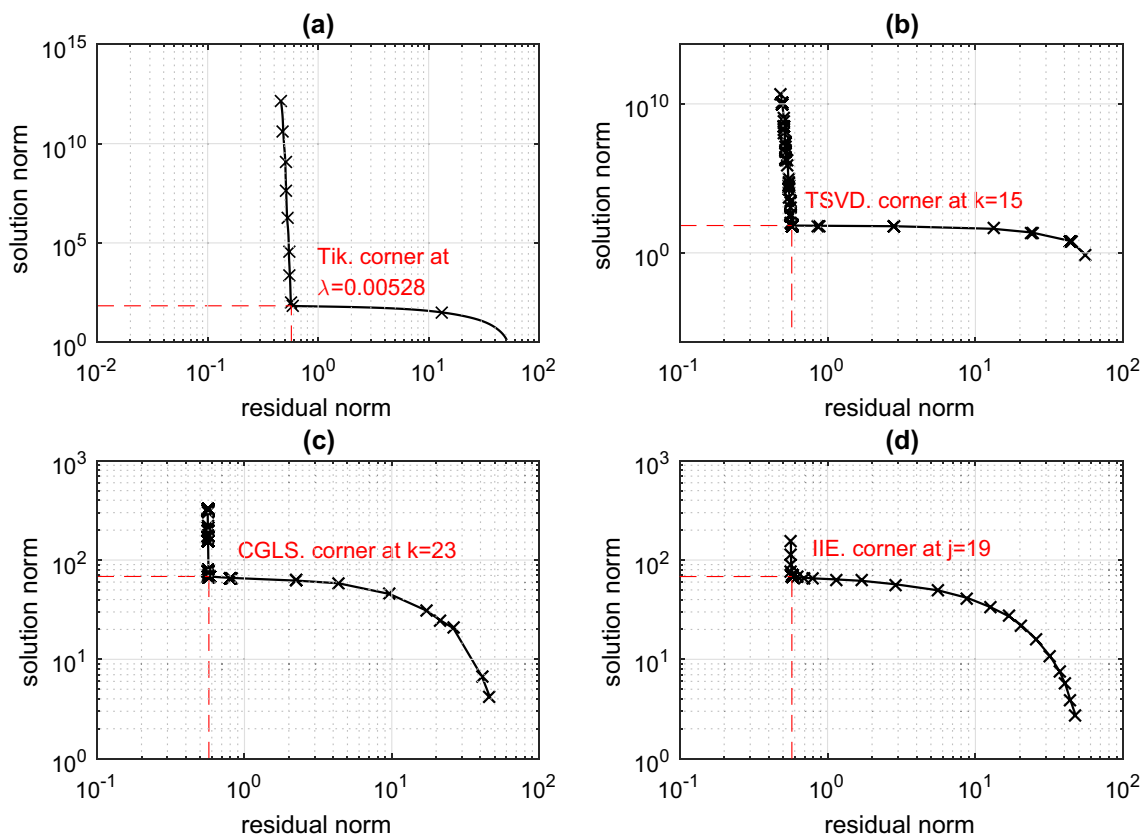 (a)
10^15
10^10
10^5
10^0
solution norm
Tik. corner at
λ=0.00528
10^-2
10^-1
10^0
10^1
10^2
residual norm
(b)
10^10
10^0
solution norm
TSVD. corner at k=15
10^-1
10^0
10^1
10^2
residual norm
(c)
10^3
10^2
10^1
10^0
solution norm
CGLS. corner at k=23
10^-1
10^0
10^1
10^2
residual norm
(d)
10^3
10^2
10^1
10^0
solution norm
IIE. corner at j=19
10^-1
10^0
10^1
10^2
residual norm